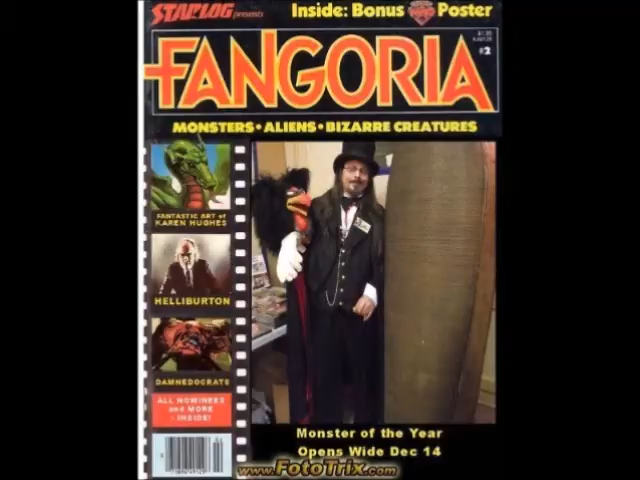 STARLOG presents
Inside: Bonus Poster
#2
FANGORIA
MONSTERS • ALIENS • BIZARRE CREATURES
FANTASTIC ART of
KAREN HUGHES
HELLIBURTON
DAMNEDOCRATS
ALL NOMINEES
and MORE
- INSIDE!
Monster of the Year
Opens Wide Dec 14
www.FotoTrix.com